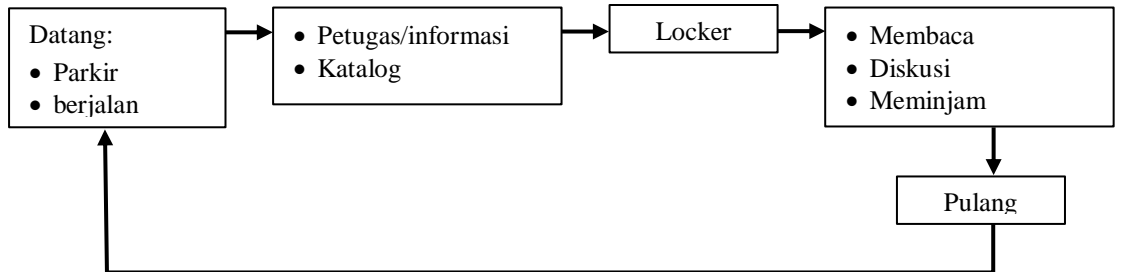 Datang:
• Parkir
• berjalan
• Petugas/informasi
• Katalog
Locker
• Membaca
• Diskusi
• Meminjam
Pulang